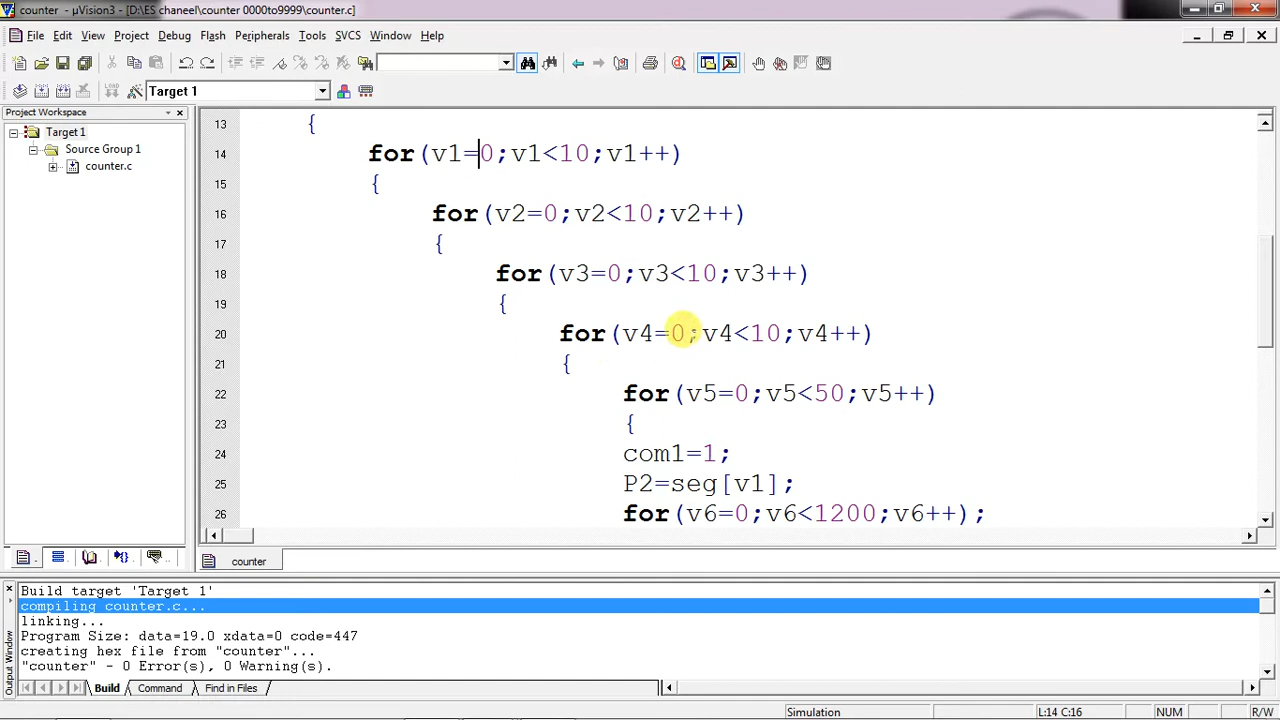 counter - µVision3 - [D:\ES chaneel\counter 0000to9999\counter.c]
File Edit View Project Debug Flash Peripherals Tools SVCS Window Help
Target 1
Project Workspace
Target 1
Source Group 1
counter.c
13 {
14 for(v1=0;v1<10;v1++)
15 {
16 for(v2=0;v2<10;v2++)
17 {
18 for(v3=0;v3<10;v3++)
19 {
20 for(v4=0;v4<10;v4++)
21 {
22 for(v5=0;v5<50;v5++)
23 {
24 com1=1;
25 P2=seg[v1];
26 for(v6=0;v6<1200;v6++);
counter
Build target 'Target 1'
compiling counter.c...
linking...
Program Size: data=19.0 xdata=0 code=447
creating hex file from "counter"...
"counter" - 0 Error(s), 0 Warning(s).
Output Window
Build Command Find in Files
Simulation L:14 C:16 NUM R/W